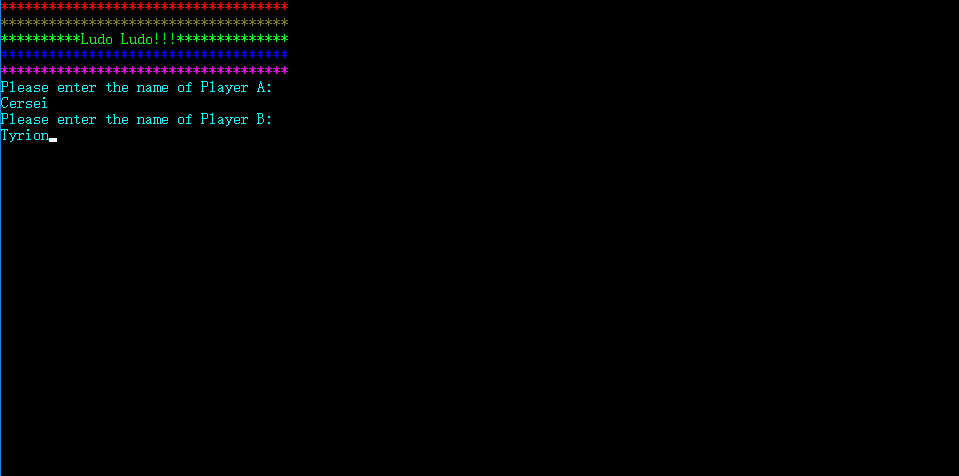 ************************************
************************************
**********Ludo Ludo!!!**************
************************************
************************************
Please enter the name of Player A:
Cersei
Please enter the name of Player B:
Tyrion